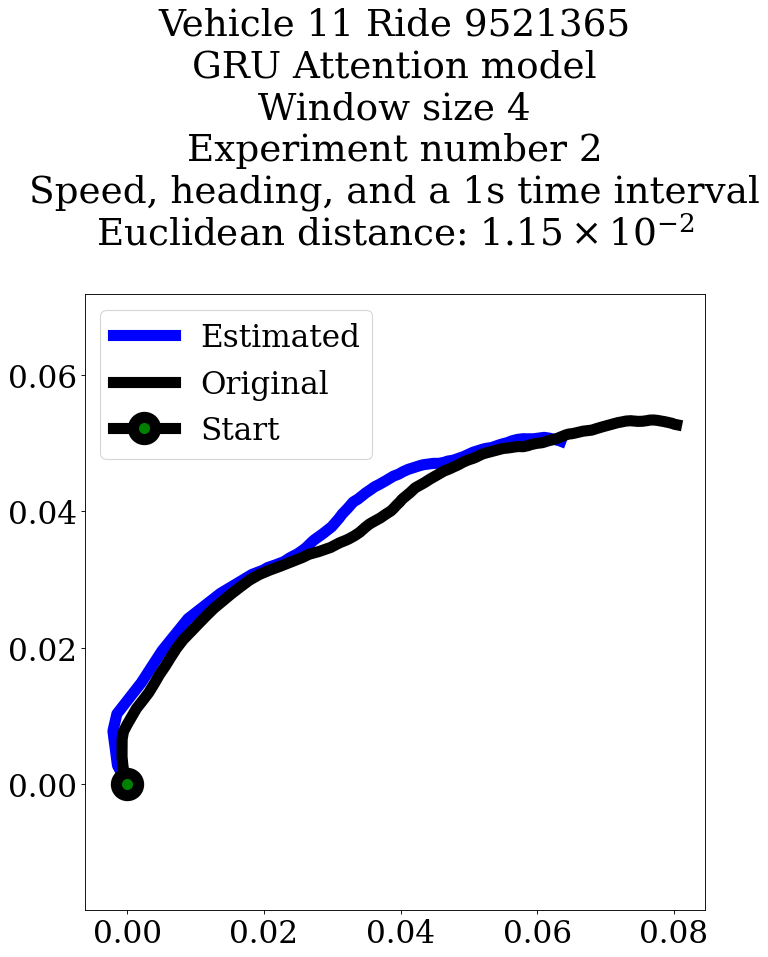 Vehicle 11 Ride 9521365
GRU Attention model
Window size 4
Experiment number 2
Speed, heading, and a 1s time interval
Euclidean distance: 1.15 × 10⁻²
Estimated
Original
Start
0.06
0.04
0.02
0.00
0.00 0.02 0.04 0.06 0.08